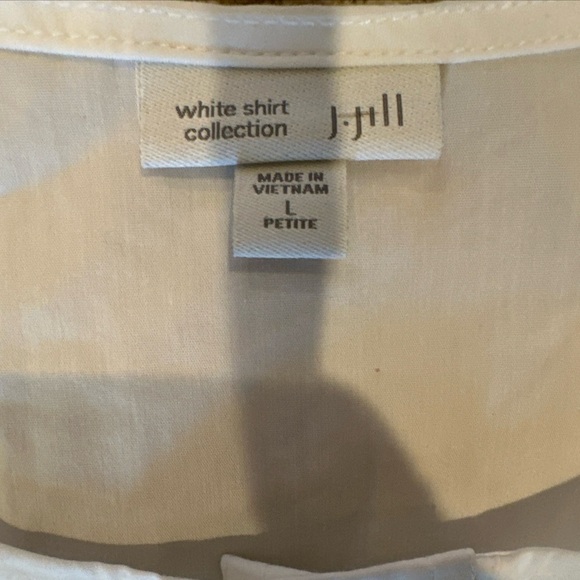 white shirt
collection
J.Jill
MADE IN
VIETNAM
L
PETITE